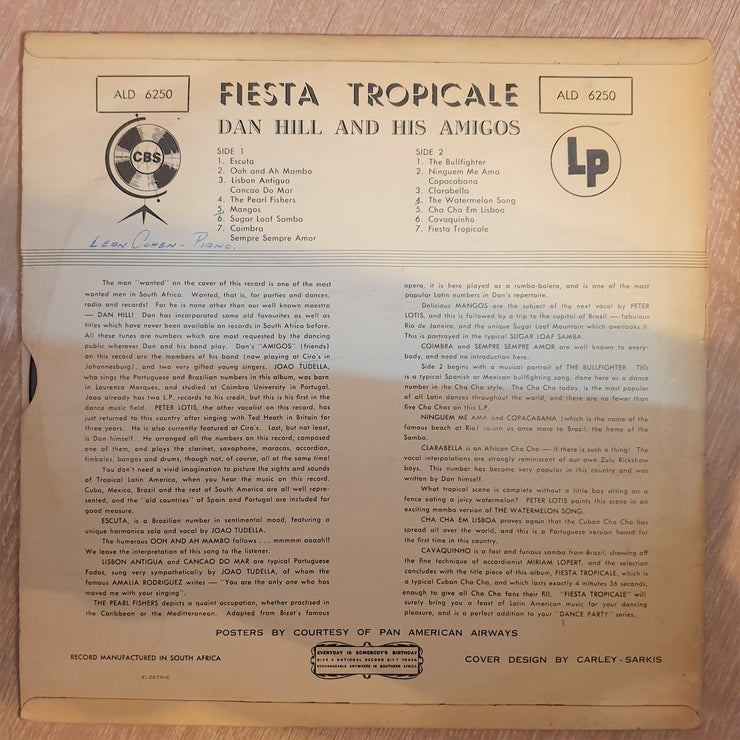 ALD 6250
FIESTA TROPICALE
ALD 6250
DAN HILL AND HIS AMIGOS
CBS
Lp
SIDE 1
1. Escuta
2. Ooh and Ah Mambo
3. Lisbon Antigua
Cancao Do Mar
4. The Pearl Fishers
5. Mangos
6. Sugar Loaf Samba
7. Coimbra
Sempre Sempre Amor
SIDE 2
1. The Bullfighter
2. Ninguem Me Ama
Copacabana
3. Clarabella
4. The Watermelon Song
5. Cha Cha Em Lisboa
6. Cavaquinho
7. Fiesta Tropicale
Leon Cohen - Piano.
The man "wanted" on the cover of this record is one of the most
wanted men in South Africa. Wanted, that is, for parties and dances,
radio and records! For he is none other than our well known maestro
— DAN HILL! Dan has incorporated some old favourites as well as
titles which have never been available on records in South Africa before.
All these tunes are numbers which are most requested by the dancing
public wherever Dan and his band play. Dan's "AMIGOS" (friends)
on this record are the members of his band (now playing at Ciro's in
Johannesburg), and two very gifted young singers. JOAO TUDELLA,
who sings the Portuguese and Brazilian numbers in this album, was born
in Lourenco Marques, and studied at Coimbra University in Portugal.
Joao already has two L.P. records to his credit, but this is his first in the
dance music field. PETER LOTIS, the other vocalist on this record, has
just returned to this country after singing with Ted Heath in Britain for
three years. He is also currently featured at Ciro's. Last, but not least,
is Dan himself. He arranged all the numbers on this record, composed
one of them, and plays the clarinet, saxophone, maracas, accordion,
timbales, bongos and drums, though not, of course, all at the same time!
You don't need a vivid imagination to picture the sights and sounds
of Tropical Latin America, when you hear the music on this record.
Cuba, Mexico, Brazil and the rest of South America are all well repre-
sented, and the "old countries" of Spain and Portugal are included for
good measure.
ESCUTA, is a Brazilian number in sentimental mood, featuring a
unique harmonica solo and vocal by JOAO TUDELLA.
The humerous OOH AND AH MAMBO follows . . . mmmm aaaah!!
We leave the interpretation of this song to the listener.
LISBON ANTIGUA and CANCAO DO MAR are typical Portuguese
Fados, sung very sympathetically by JOAO TUDELLA, of whom the
famous AMALIA RODRIGUEZ writes — "You are the only one who has
moved me with your singing".
THE PEARL FISHERS depicts a quaint occupation, whether practised in
the Caribbean or the Meditteranean. Adapted from Bizet's famous
opera, it is here played as a rumba-bolero, and is one of the most
popular Latin numbers in Dan's repertoire.
Delicious MANGOS are the subject of the next vocal by PETER
LOTIS, and this is followed by a trip to the capital of Brazil — fabulous
Rio de Janeiro, and the unique Sugar Loaf Mountain which overlooks it.
This is portrayed in the typical SUGAR LOAF SAMBA.
COIMBRA and SEMPRE SEMPRE AMOR are well known to every-
body, and need no introduction here.
Side 2 begins with a musical portrait of THE BULLFIGHTER. This
is a typical Spanish or Mexican bullfighting song, done here as a dance
number in the Cha Cha style. The Cha Cha today, is the most popular
of all Latin dances throughout the world, and there are no fewer than
five Cha Chas on this L.P.
NINGUEM ME AMA and COPACABANA (which is the name of the
famous beach at Rio) return us once more to Brazil, the home of the
Samba.
CLARABELLA is an African Cha Cha — if there is such a thing! The
vocal interpolations are strongly reminiscent of our own Zulu Rickshaw
boys. This number has become very popular in this country and was
written by Dan himself.
What tropical scene is complete without a little boy sitting on a
fence eating a juicy watermelon? PETER LOTIS points this scene in an
exciting mambo version of THE WATERMELON SONG.
CHA CHA EM LISBOA proves again that the Cuban Cha Cha has
spread all over the world, and this is a Portuguese version heard for
the first time in this country.
CAVAQUINHO is a fast and furious samba from Brazil, showing off
the fine technique of accordionist MIRIAM LOPERT, and the selection
concludes with the title piece of this album, FIESTA TROPICALE, which is
a typical Cuban Cha Cha, and which lasts exactly 4 minutes 36 seconds,
enough to give all Cha Cha fans their fill. "FIESTA TROPICALE" will
surely bring you a feast of Latin American music for your dancing
pleasure, and is a perfect addition to your "DANCE PARTY" series.
POSTERS BY COURTESY OF PAN AMERICAN AIRWAYS
RECORD MANUFACTURED IN SOUTH AFRICA
EVERYDAY IS SOMEBODY'S BIRTHDAY
GIVE A NATIONAL RECORD GIFT TOKEN
EXCHANGEABLE ANYWHERE IN SOUTHERN AFRICA
COVER DESIGN BY CARLEY-SARKIS
ELECTRIC